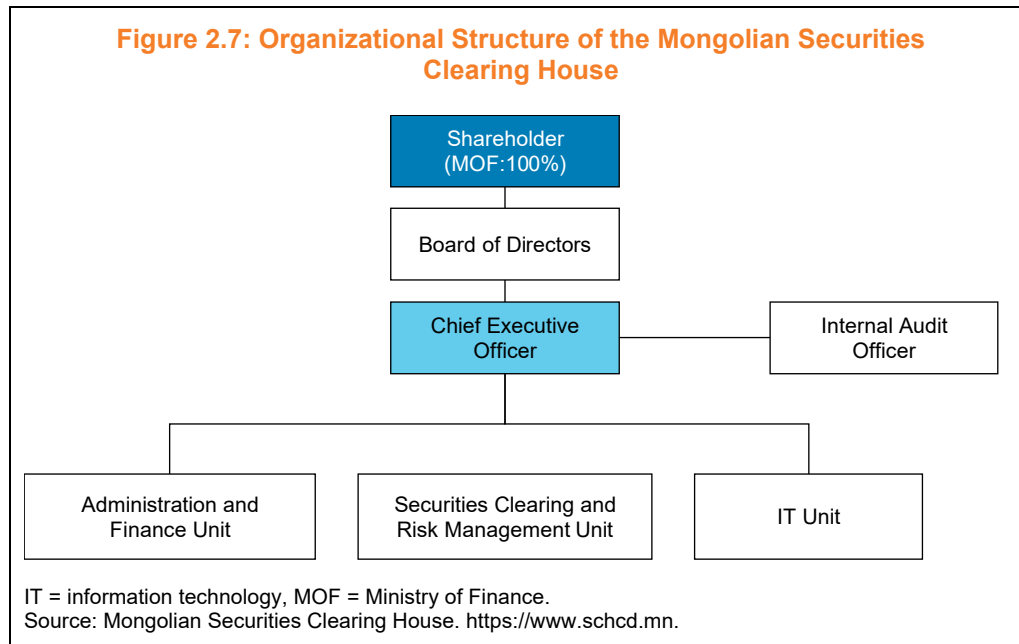 Figure 2.7: Organizational Structure of the Mongolian Securities
Clearing House
Shareholder
(MOF:100%)
Board of Directors
Chief Executive
Officer
Internal Audit
Officer
Administration and
Finance Unit
Securities Clearing and
Risk Management Unit
IT Unit
IT = information technology, MOF = Ministry of Finance.
Source: Mongolian Securities Clearing House. https://www.schcd.mn.